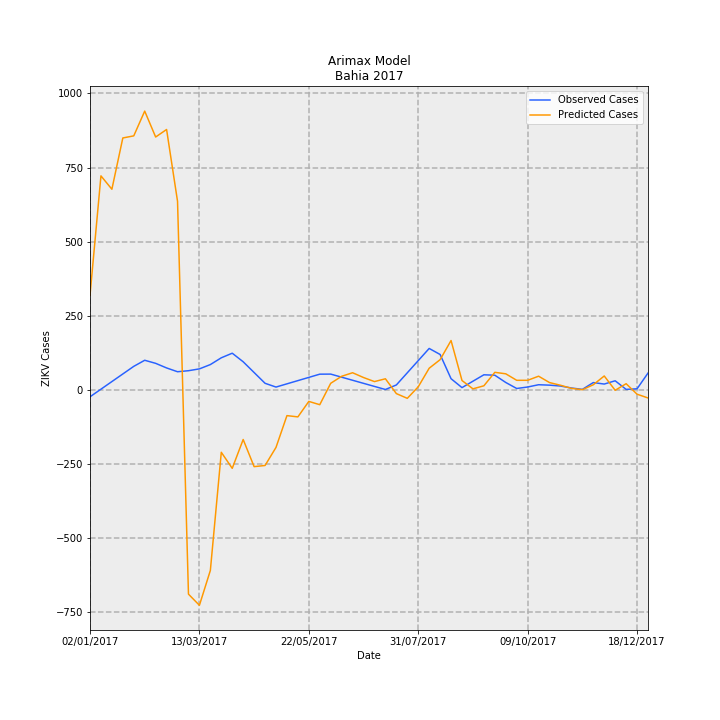 Arimax Model
Bahia 2017
Observed Cases
Predicted Cases
1000
750
500
250
0
−250
−500
−750
ZIKV Cases
02/01/2017 13/03/2017 22/05/2017 31/07/2017 09/10/2017 18/12/2017
Date